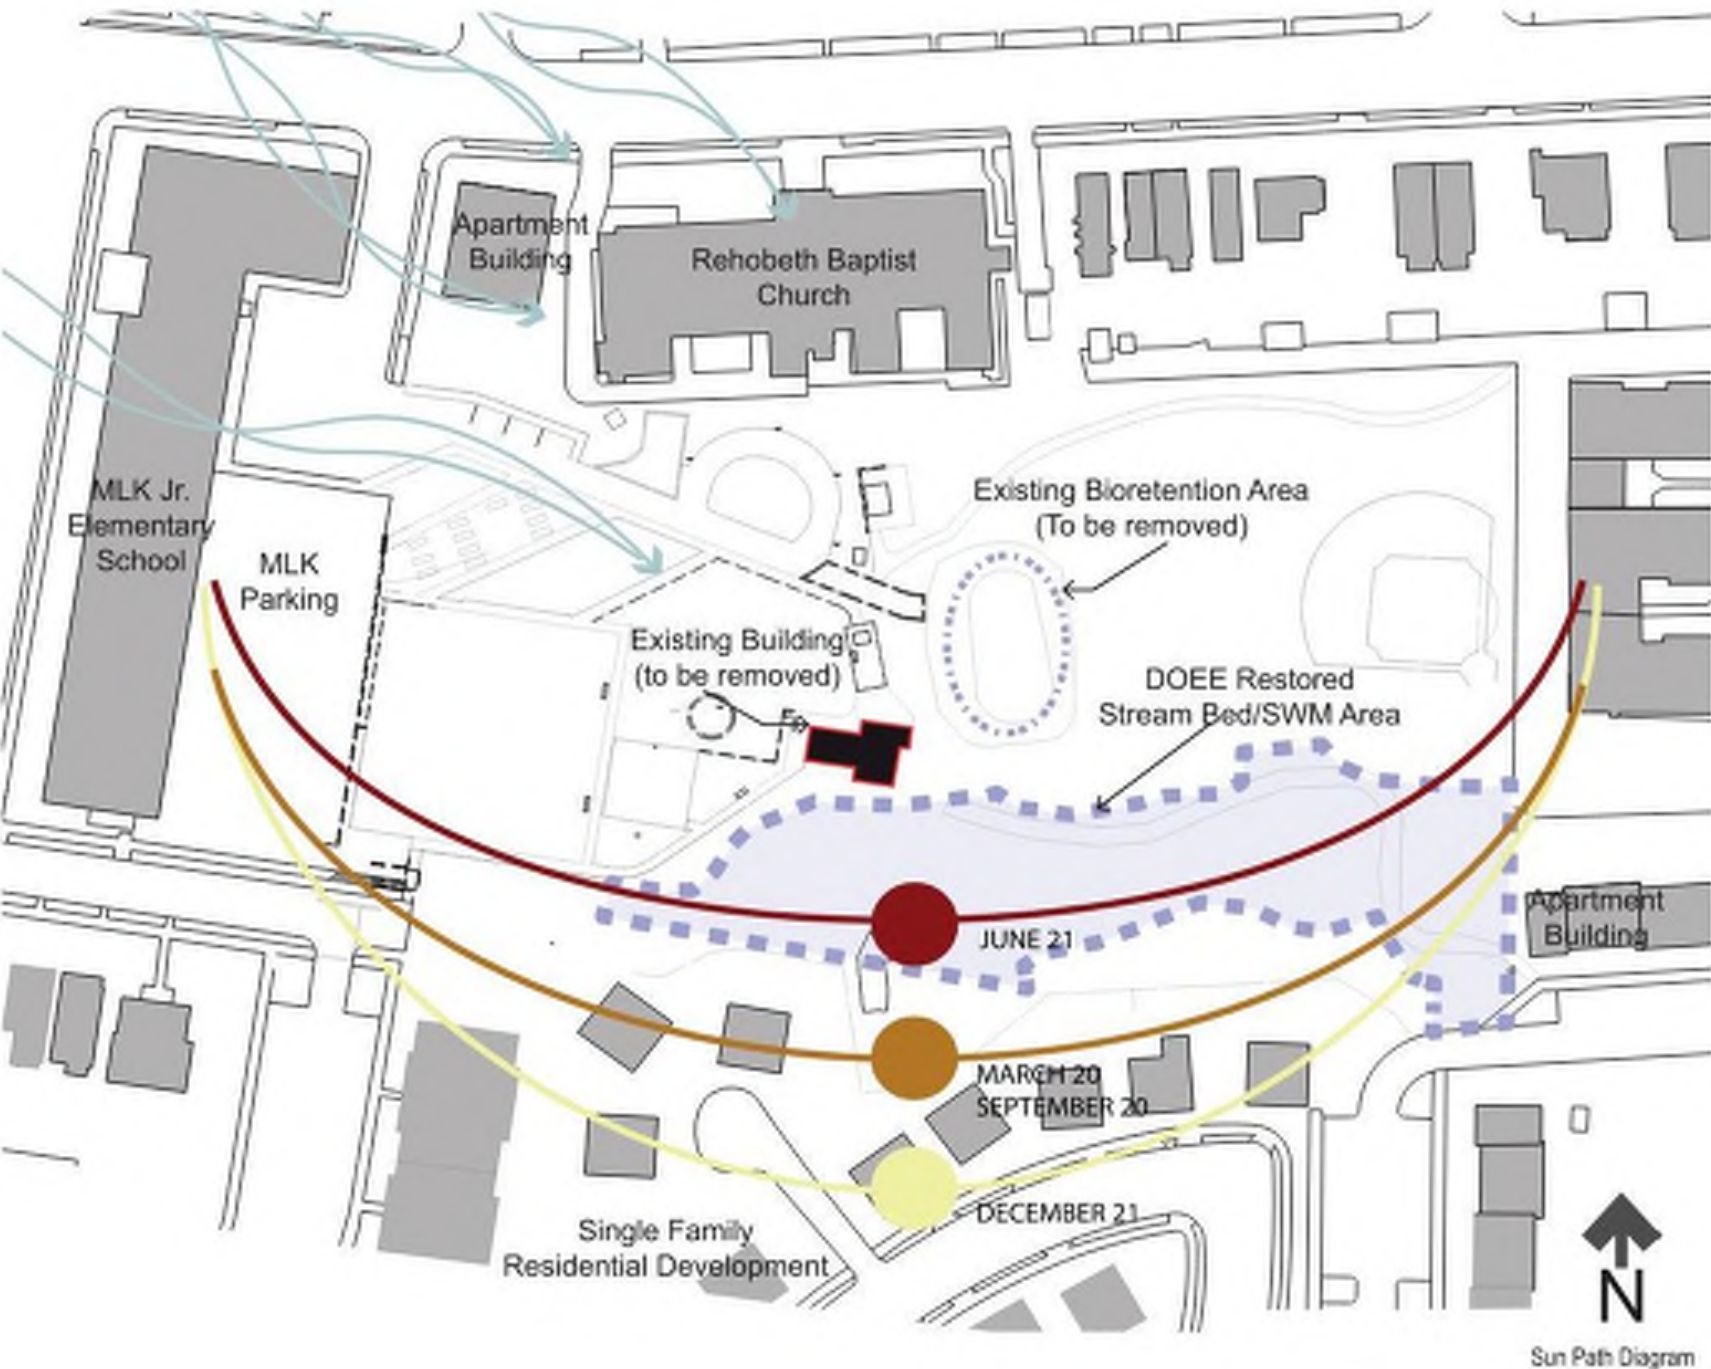 Apartment
Building
Rehobeth Baptist
Church
MLK Jr.
Elementary
School
MLK
Parking
Existing Bioretention Area
(To be removed)
Existing Building
(to be removed)
DOEE Restored
Stream Bed/SWM Area
Apartment
Building
JUNE 21
MARCH 20
SEPTEMBER 20
DECEMBER 21
Single Family
Residential Development
N
Sun Path Diagram